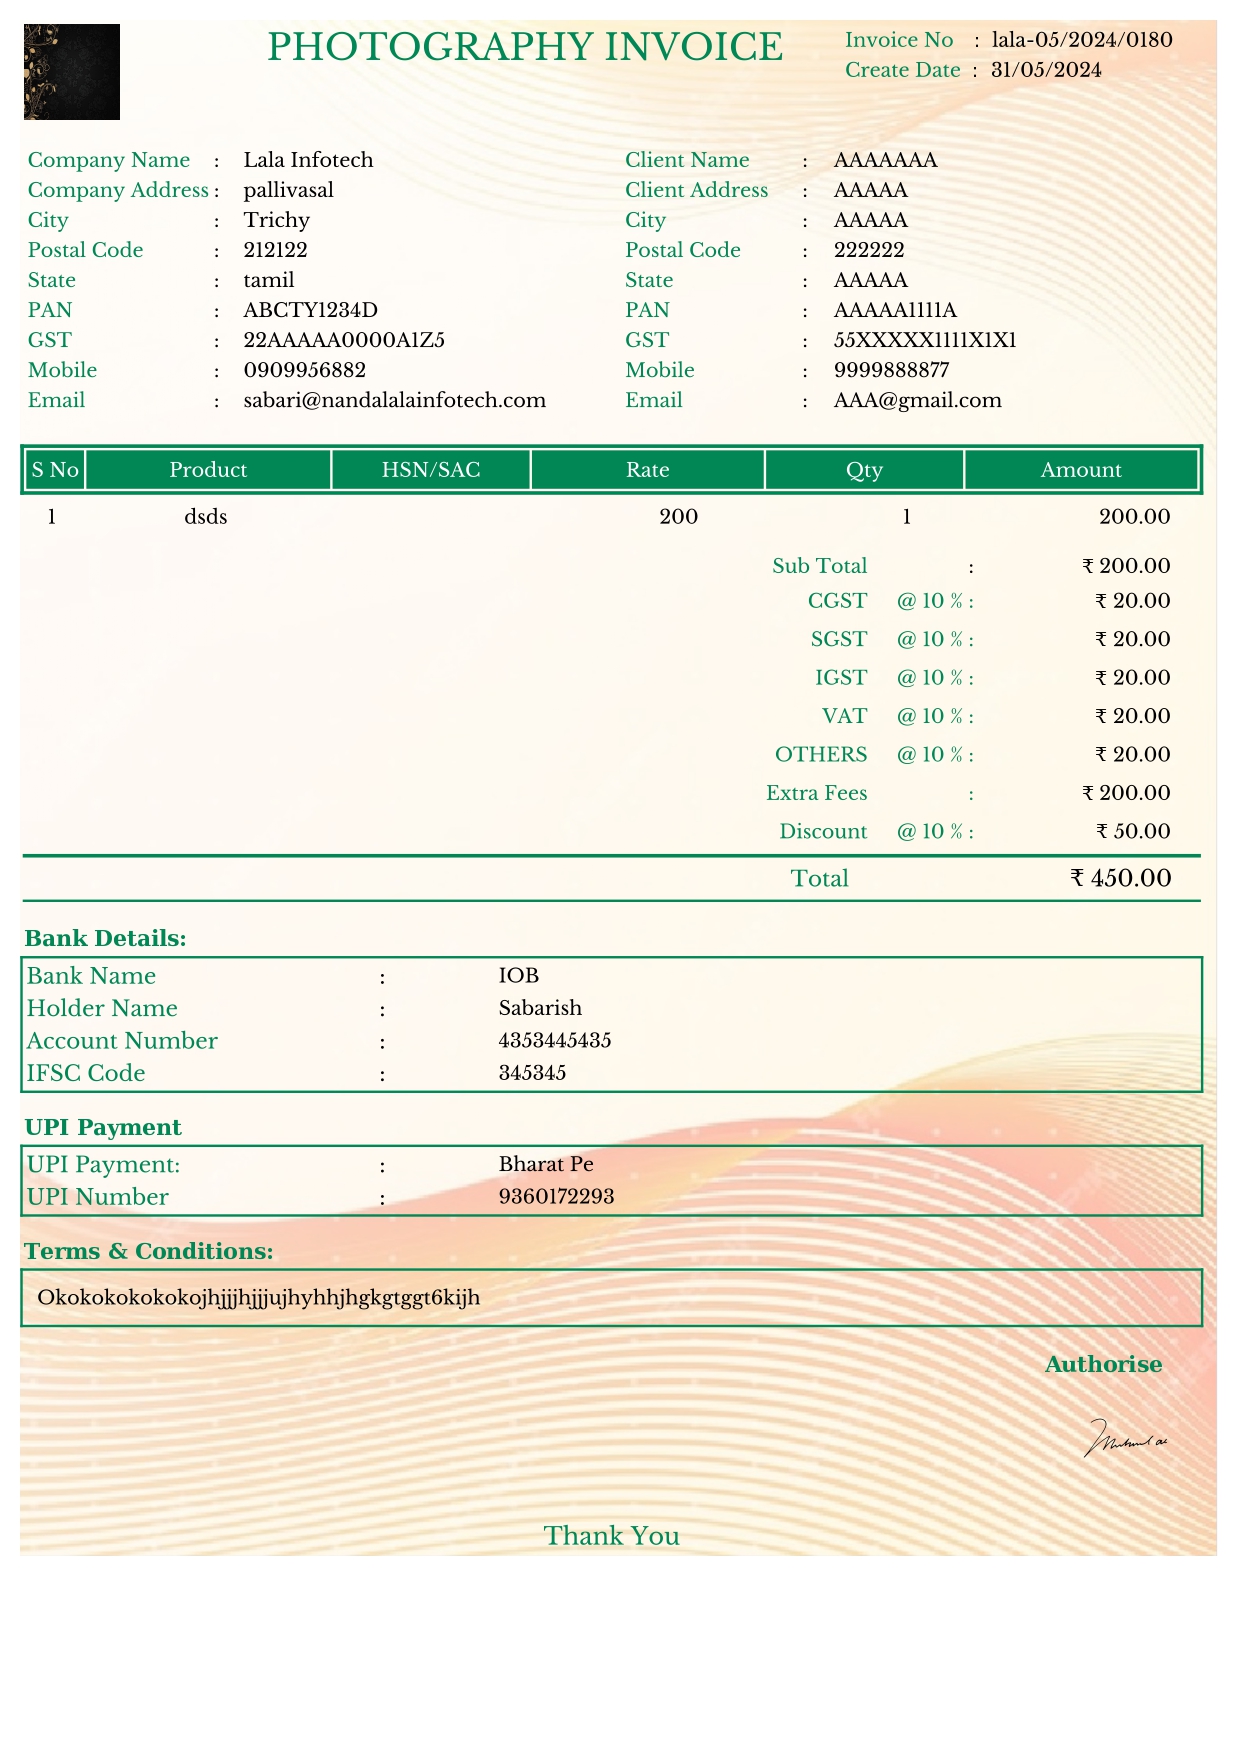 PHOTOGRAPHY INVOICE
Invoice No : lala-05/2024/0180
Create Date : 31/05/2024
Company Name : Lala Infotech
Company Address : pallivasal
City : Trichy
Postal Code : 212122
State : tamil
PAN : ABCTY1234D
GST : 22AAAAA0000A1Z5
Mobile : 0909956882
Email : sabari@nandalalainfotech.com
Client Name : AAAAAAA
Client Address : AAAAA
City : AAAAA
Postal Code : 222222
State : AAAAA
PAN : AAAAA1111A
GST : 55XXXXX1111X1X1
Mobile : 9999888877
Email : AAA@gmail.com
S No Product HSN/SAC Rate Qty Amount
1 dsds 200 1 200.00
Sub Total : ₹ 200.00
CGST @ 10 % : ₹ 20.00
SGST @ 10 % : ₹ 20.00
IGST @ 10 % : ₹ 20.00
VAT @ 10 % : ₹ 20.00
OTHERS @ 10 % : ₹ 20.00
Extra Fees : ₹ 200.00
Discount @ 10 % : ₹ 50.00
Total ₹ 450.00
Bank Details:
Bank Name : IOB
Holder Name : Sabarish
Account Number : 4353445435
IFSC Code : 345345
UPI Payment
UPI Payment: : Bharat Pe
UPI Number : 9360172293
Terms & Conditions:
Okokokokokokojhjjjhjjjujhyhhjhgkgtggt6kijh
Authorise
Thank You